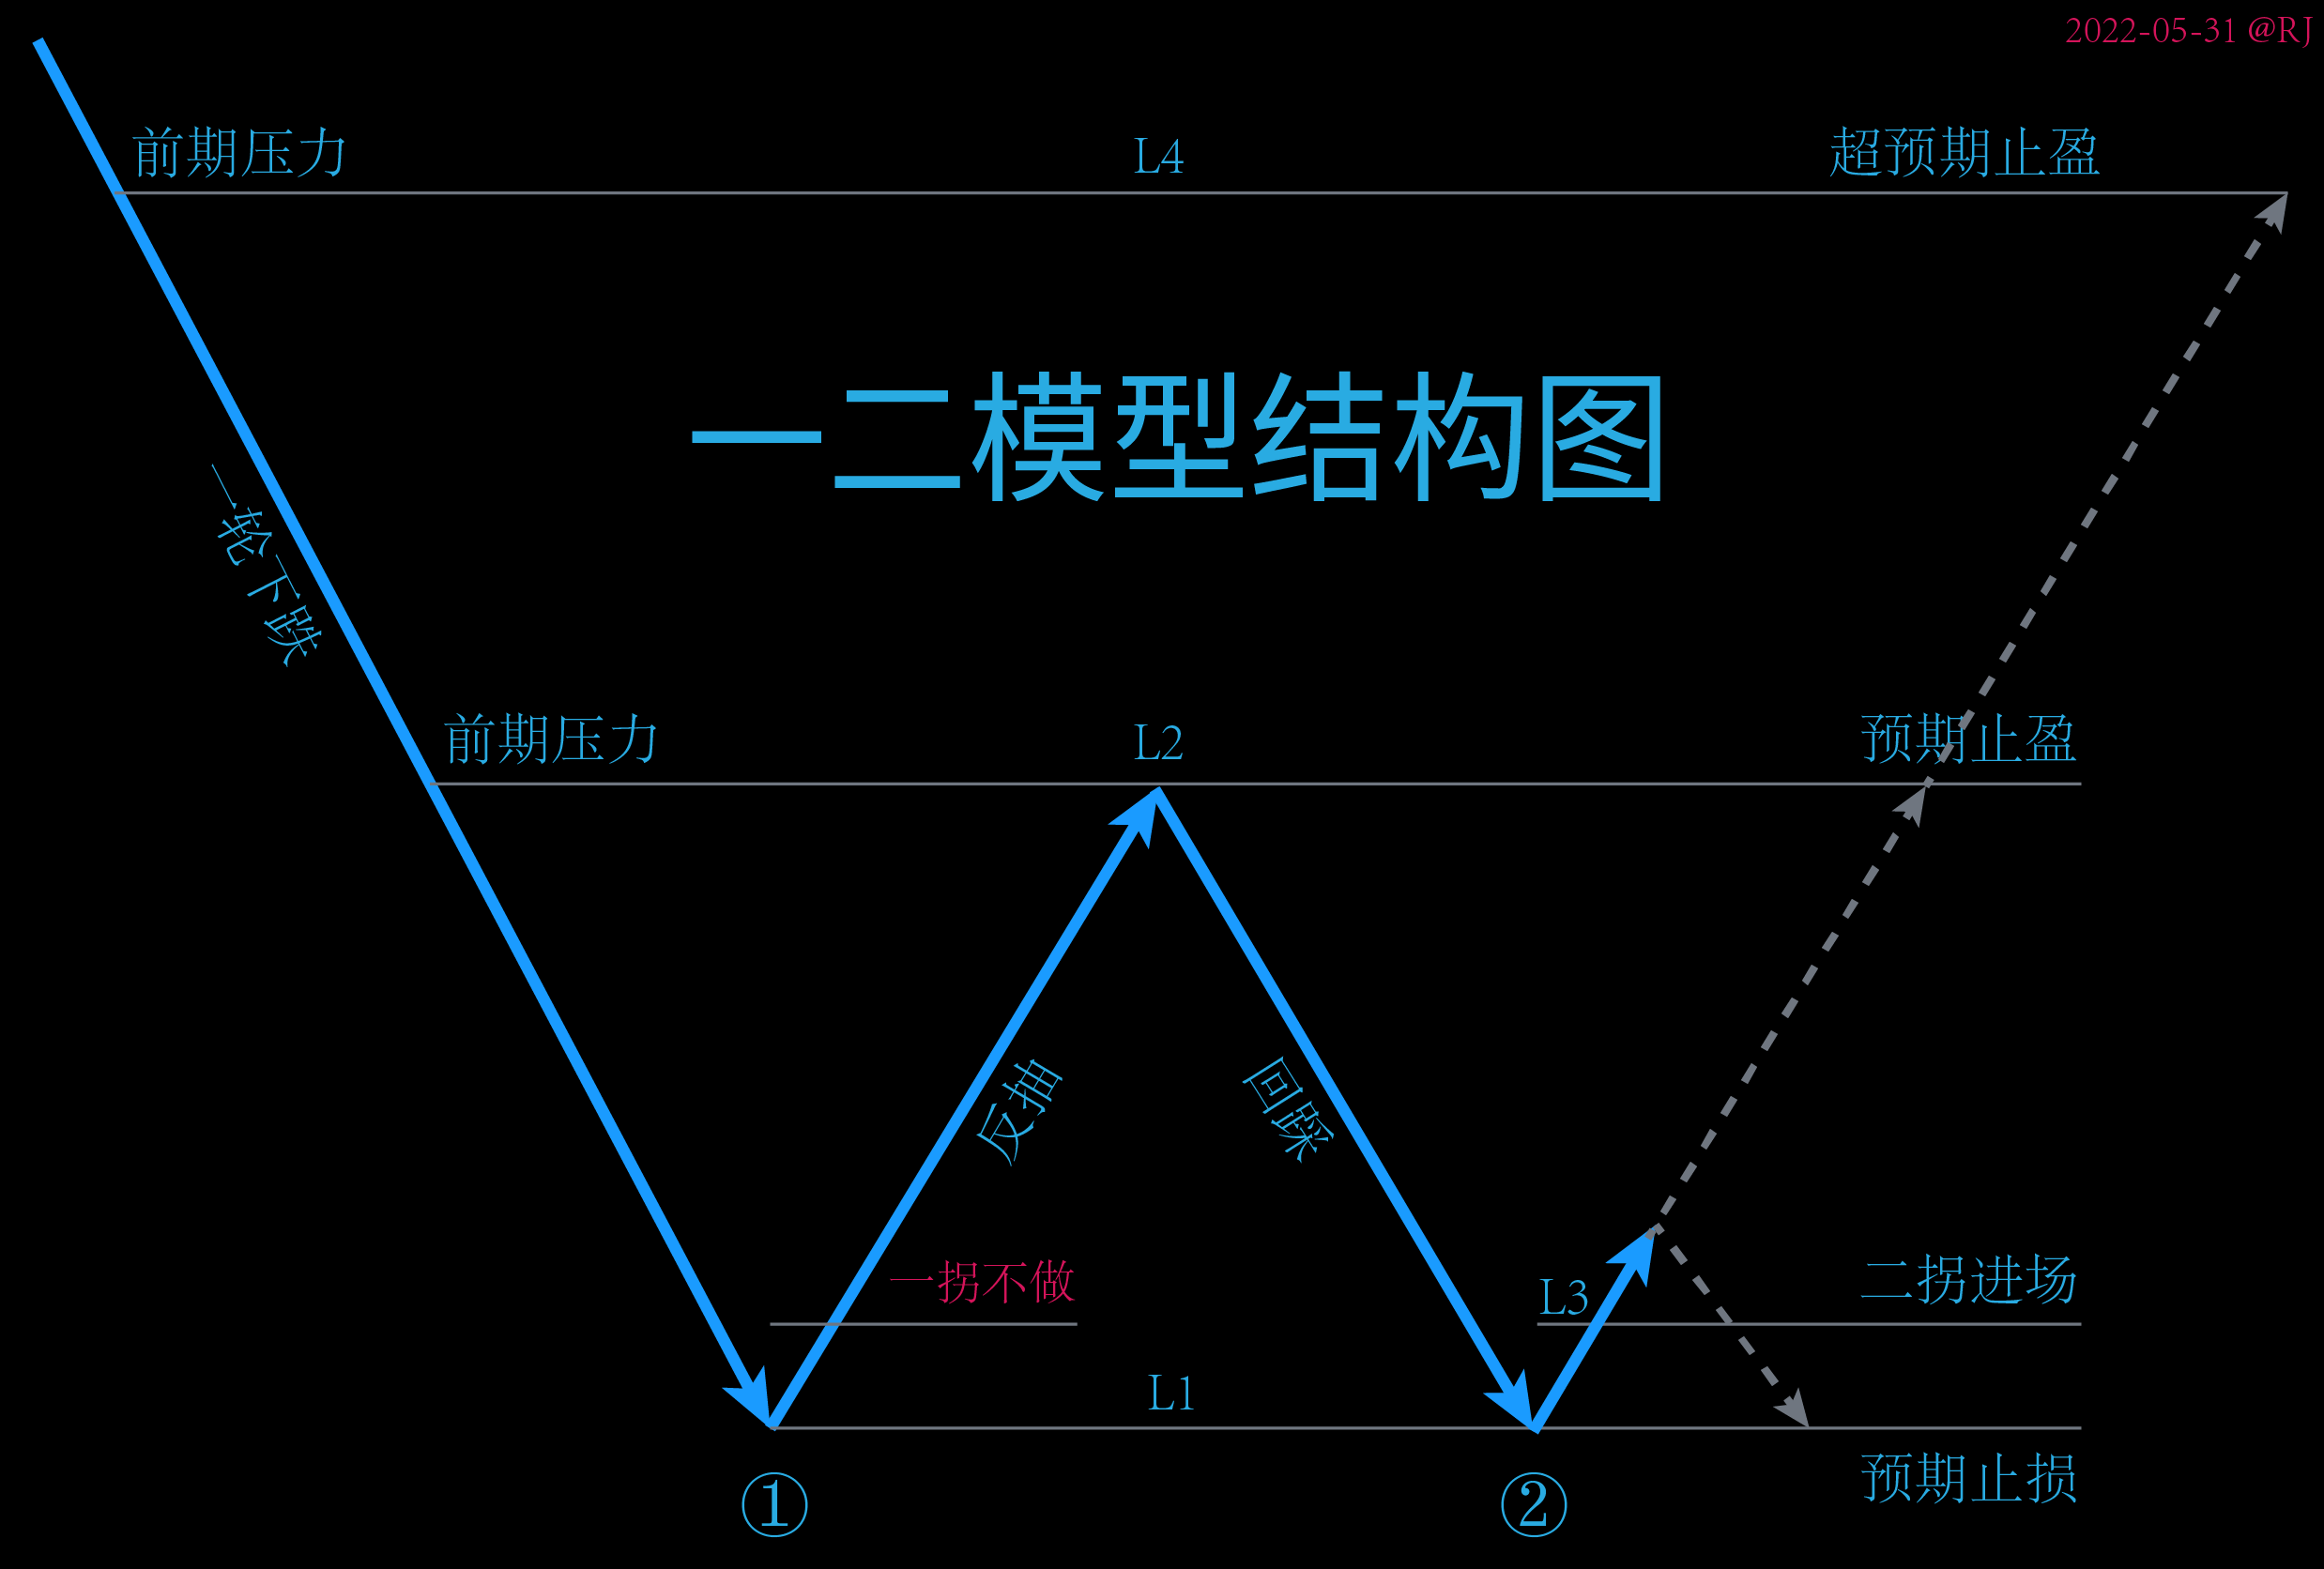 2022-05-31 @RJ
前期压力
L4
超预期止盈
一二模型结构图
一轮下跌
前期压力
L2
预期止盈
反弹
回踩
一拐不做
L3
二拐进场
L1
预期止损
①
②